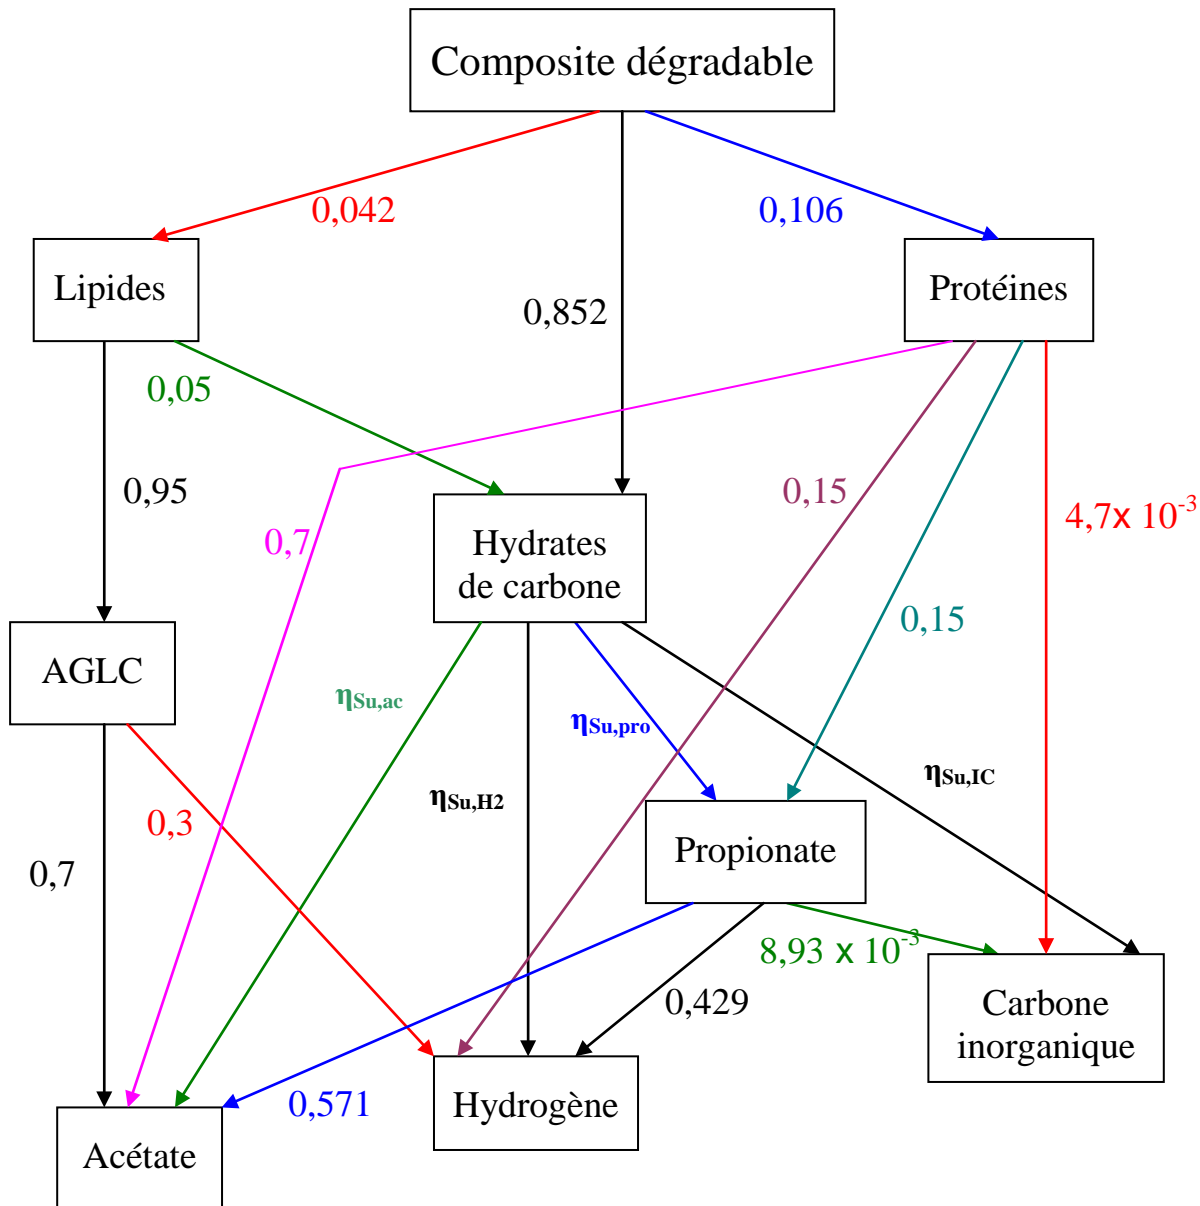 Composite dégradable
0,042
0,106
Lipides
Protéines
0,852
0,05
0,95
0,15
4,7x 10⁻³
0,7
Hydrates
de carbone
0,15
AGLC
ηSu,ac
ηSu,pro
ηSu,IC
ηSu,H2
0,3
Propionate
0,7
8,93 x 10⁻³
0,429
Carbone
inorganique
0,571
Hydrogène
Acétate